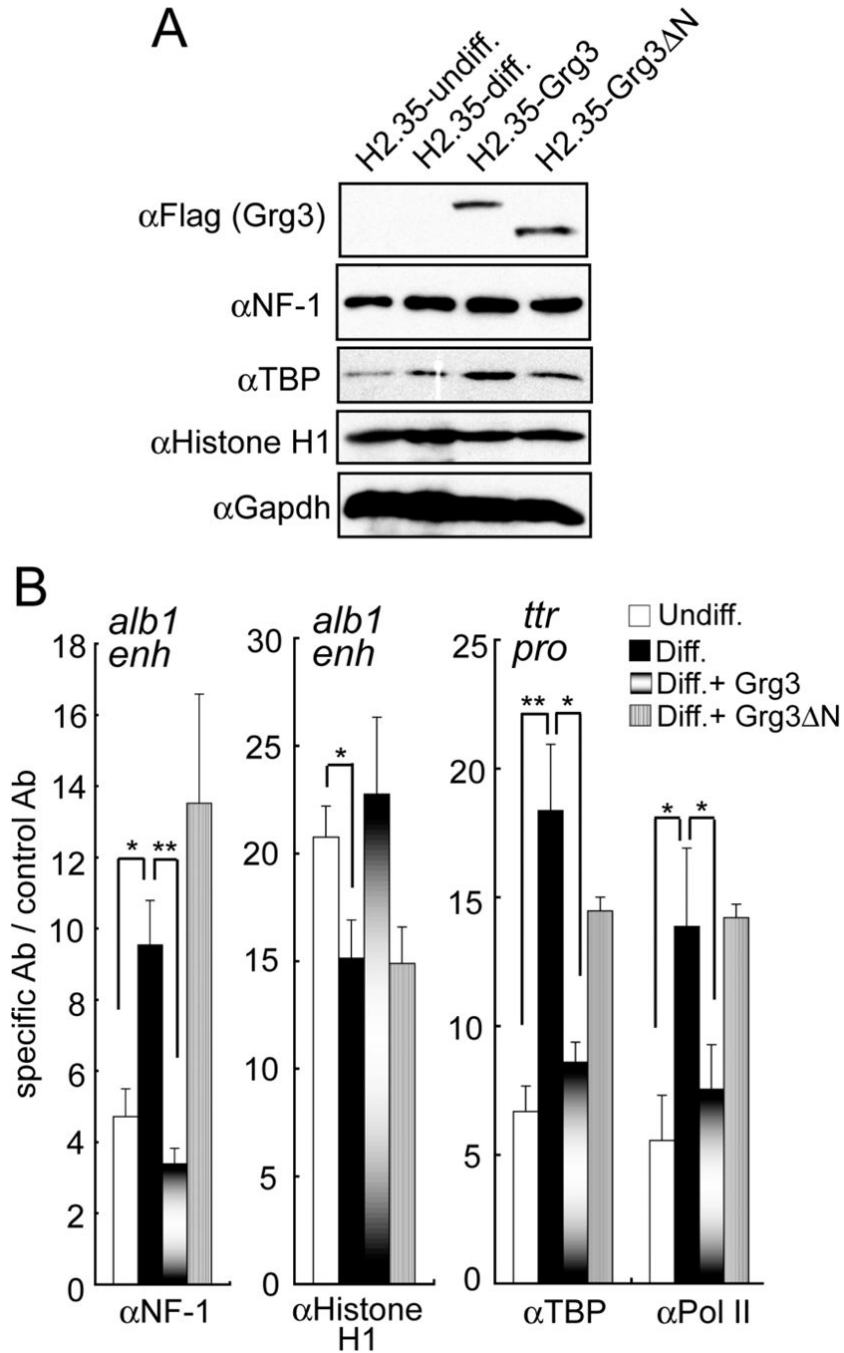 A
H2.35-undiff.
H2.35-diff.
H2.35-Grg3
H2.35-Grg3ΔN
αFlag (Grg3)
αNF-1
αTBP
αHistone H1
αGapdh
B
specific Ab / control Ab
alb1
enh
18
16
14
12
10
8
6
4
2
0
*
**
αNF-1
alb1
enh
30
25
20
15
10
5
0
*
αHistone
H1
ttr
pro
25
20
15
10
5
0
**
*
*
*
αTBP
αPol II
Undiff.
Diff.
Diff.+ Grg3
Diff.+ Grg3ΔN